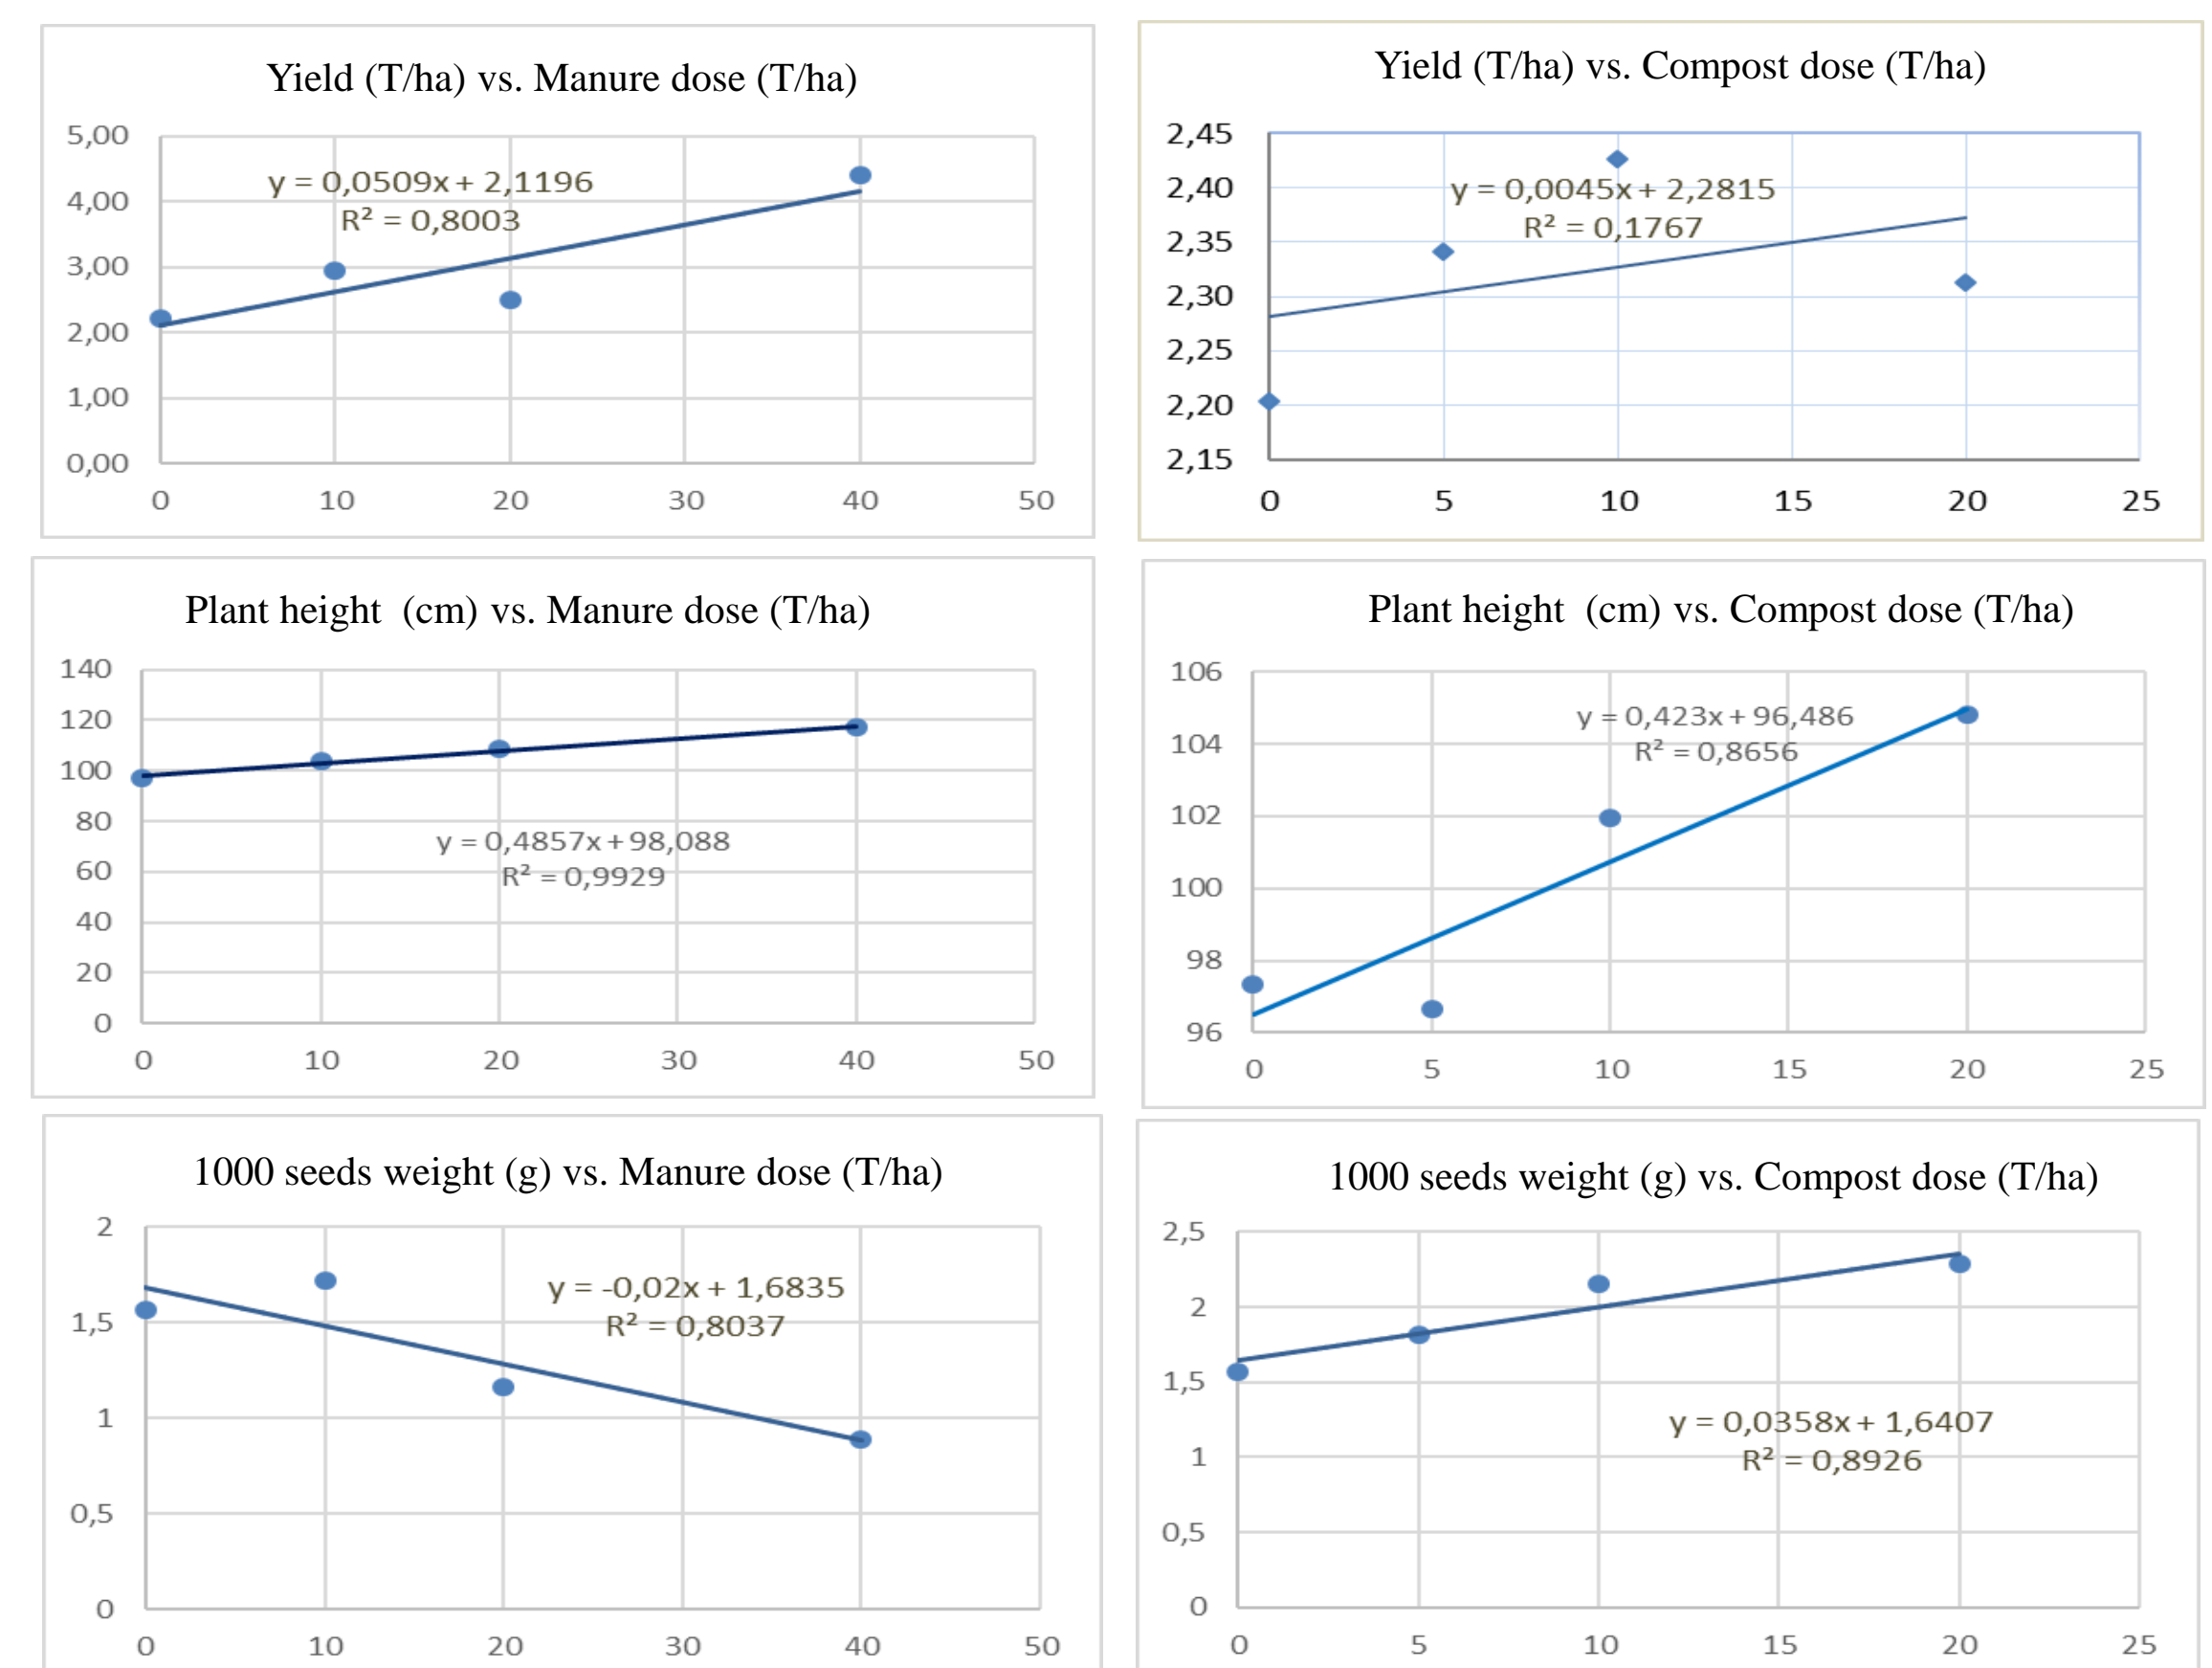 Yield (T/ha) vs. Manure dose (T/ha)
5,00
4,00
3,00
2,00
1,00
0,00
y = 0,0509x + 2,1196
R² = 0,8003
0 10 20 30 40 50
Yield (T/ha) vs. Compost dose (T/ha)
2,45
2,40
2,35
2,30
2,25
2,20
2,15
y = 0,0045x + 2,2815
R² = 0,1767
0 5 10 15 20 25
Plant height (cm) vs. Manure dose (T/ha)
140
120
100
80
60
40
20
0
y = 0,4857x + 98,088
R² = 0,9929
0 10 20 30 40 50
Plant height (cm) vs. Compost dose (T/ha)
106
104
102
100
98
96
y = 0,423x + 96,486
R² = 0,8656
0 5 10 15 20 25
1000 seeds weight (g) vs. Manure dose (T/ha)
2
1,5
1
0,5
0
y = -0,02x + 1,6835
R² = 0,8037
0 10 20 30 40 50
1000 seeds weight (g) vs. Compost dose (T/ha)
2,5
2
1,5
1
0,5
0
y = 0,0358x + 1,6407
R² = 0,8926
0 5 10 15 20 25